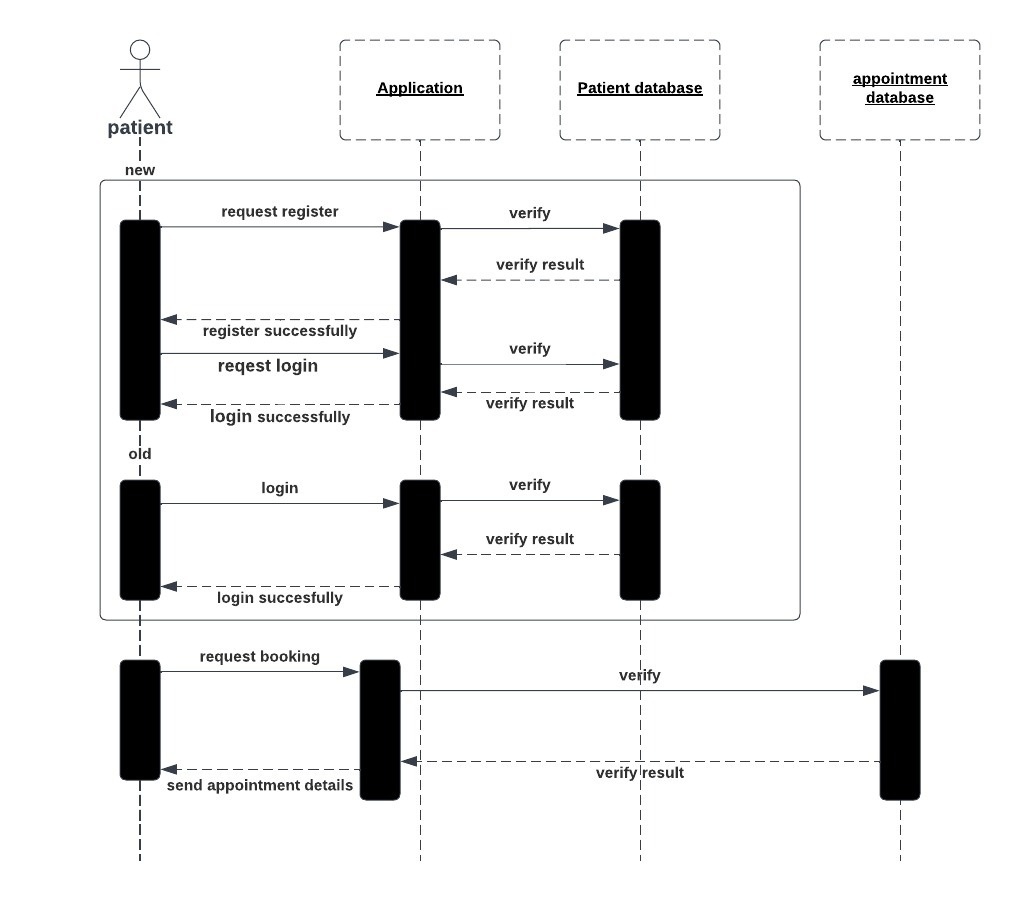 patient
Application
Patient database
appointment
database
new
request register
verify
verify result
register successfully
reqest login
verify
verify result
login successfully
old
login
verify
verify result
login succesfully
request booking
verify
verify result
send appointment details